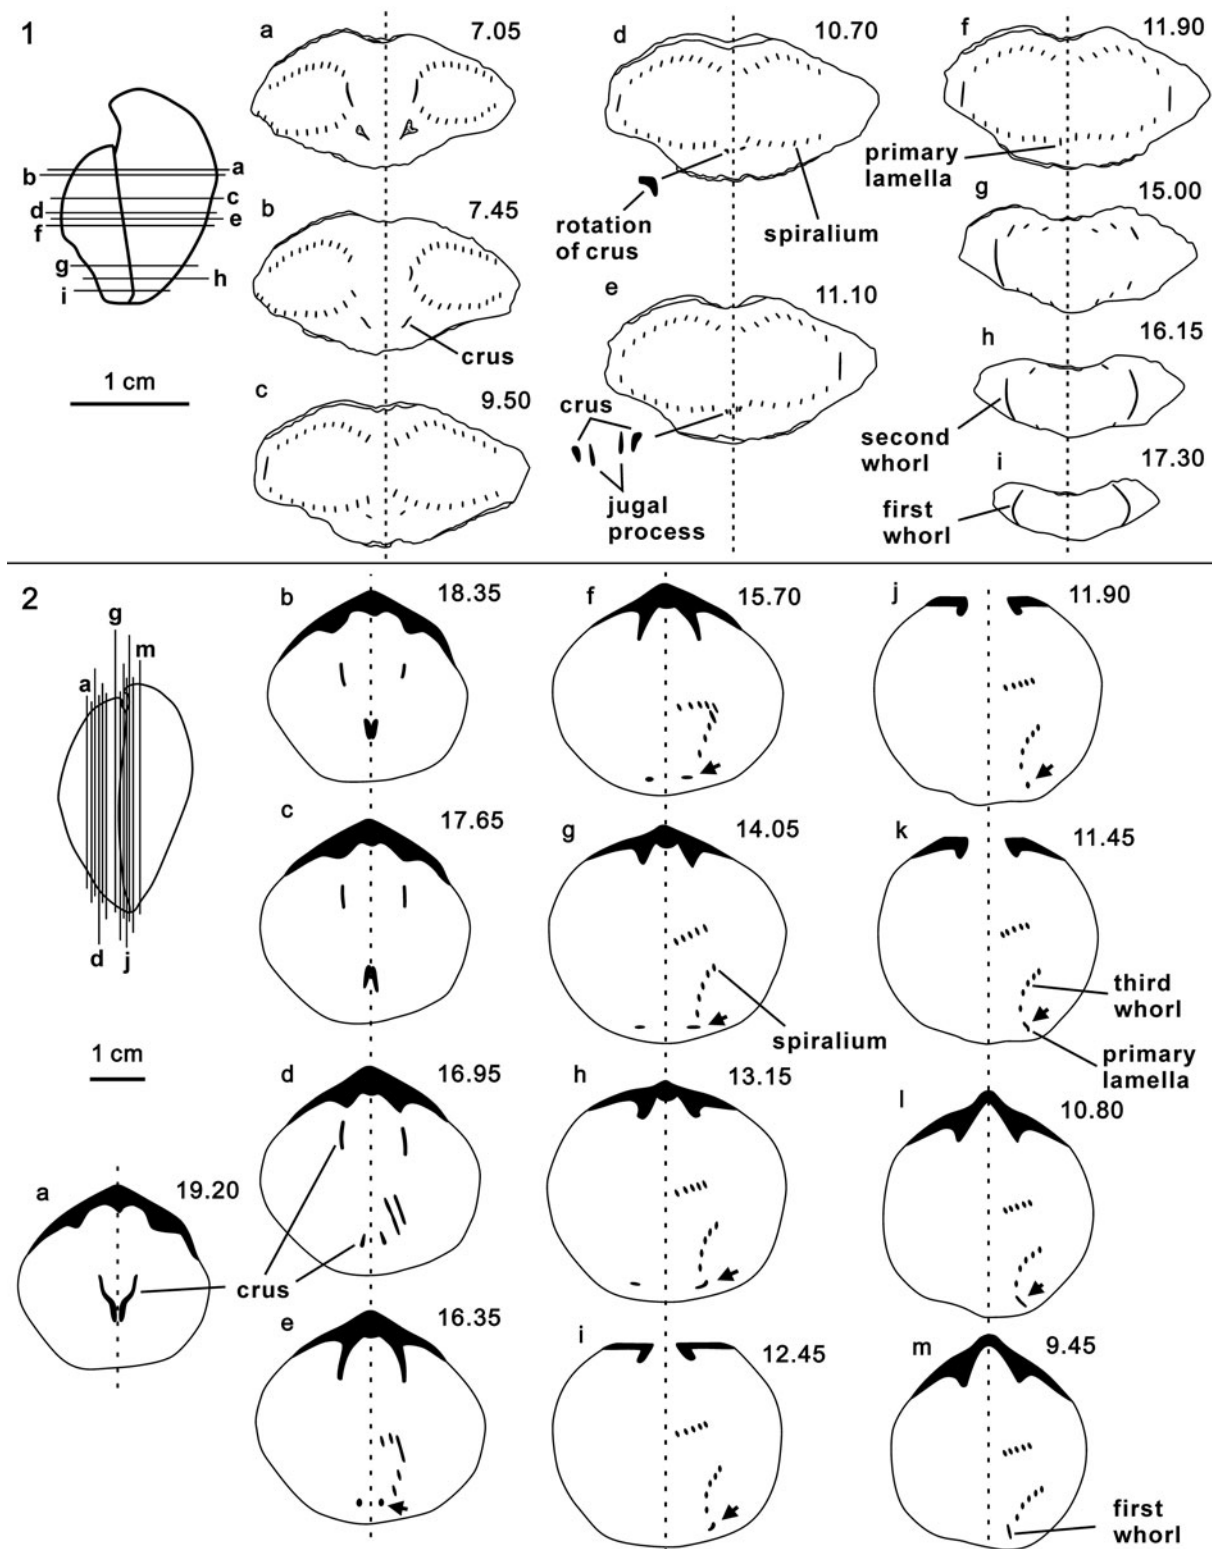 1
a
b
a
c
d
e
f
g
h
i
1 cm
a
7.05
b
7.45
crus
c
9.50
d
10.70
rotation
of crus
spiralium
e
11.10
crus
jugal
process
f
11.90
primary
lamella
g
15.00
h
16.15
second
whorl
i
17.30
first
whorl
2
g
m
a
d
j
1 cm
a
19.20
crus
b
18.35
c
17.65
d
16.95
e
16.35
f
15.70
g
14.05
spiralium
h
13.15
i
12.45
j
11.90
k
11.45
third
whorl
primary
lamella
l
10.80
m
9.45
first
whorl